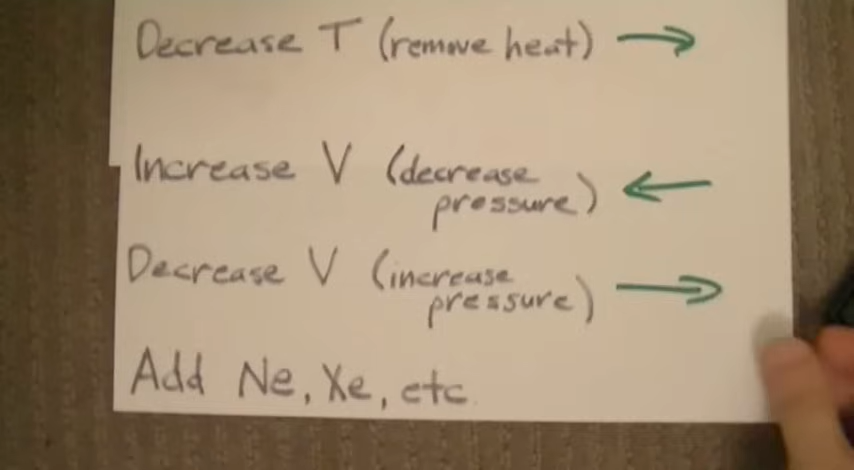 Decrease T (remove heat) →
Increase V (decrease
pressure) ←
Decrease V (increase
pressure) →
Add Ne, Xe, etc.